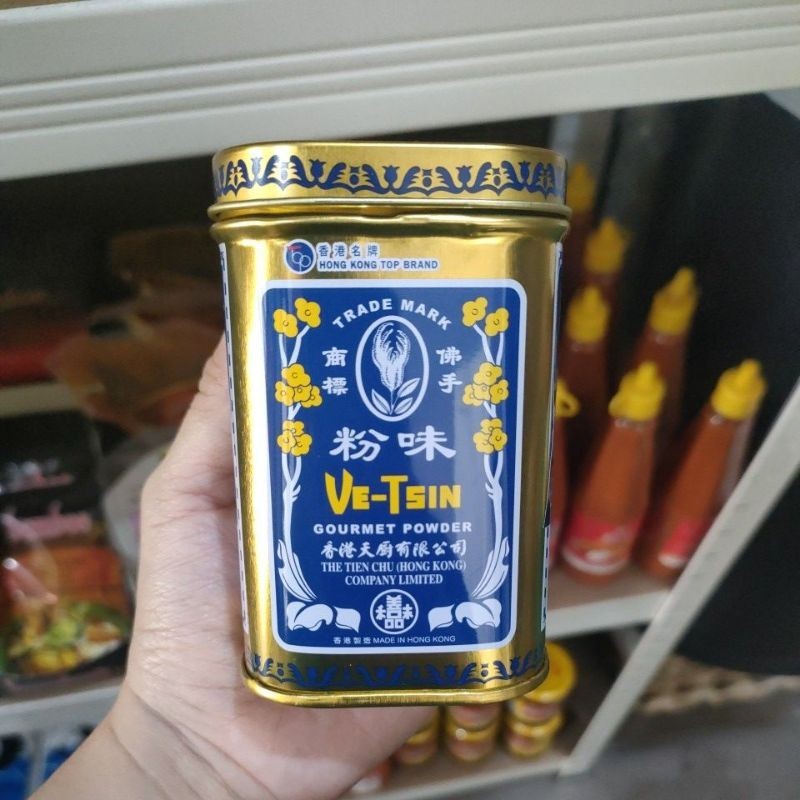 香港名牌
HONG KONG TOP BRAND
TRADE MARK
佛手
商標
味粉
VE-TSIN
GOURMET POWDER
香港天厨有限公司
THE TIEN CHU (HONG KONG)
COMPANY LIMITED
香港製造 MADE IN HONG KONG